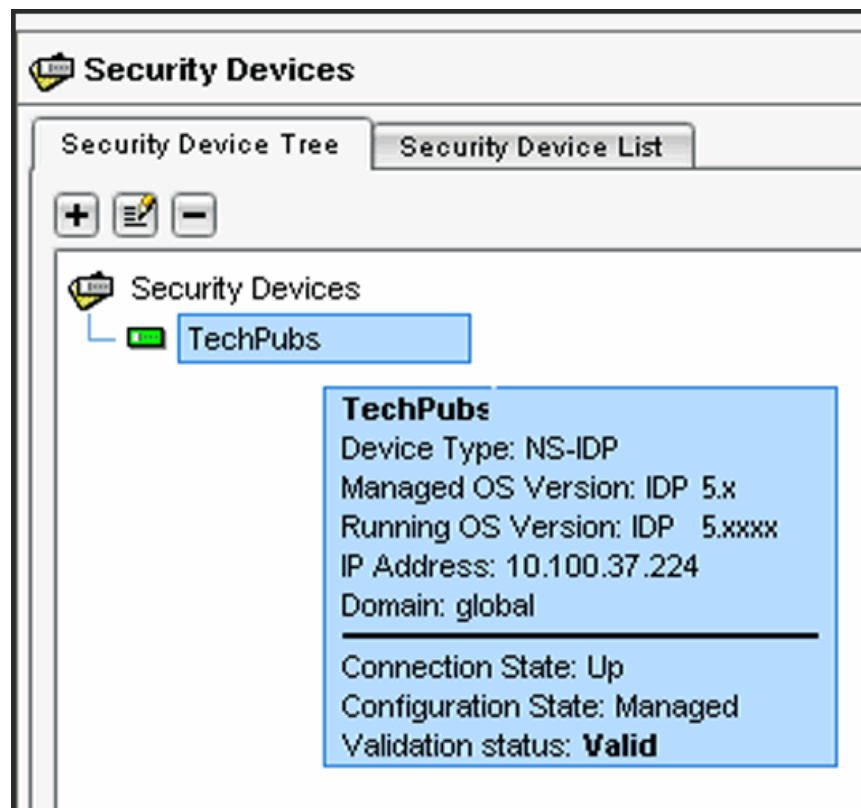 Security Devices
Security Device Tree
Security Device List
Security Devices
TechPubs
TechPubs
Device Type: NS-IDP
Managed OS Version: IDP 5.x
Running OS Version: IDP 5.xxxx
IP Address: 10.100.37.224
Domain: global
Connection State: Up
Configuration State: Managed
Validation status: Valid